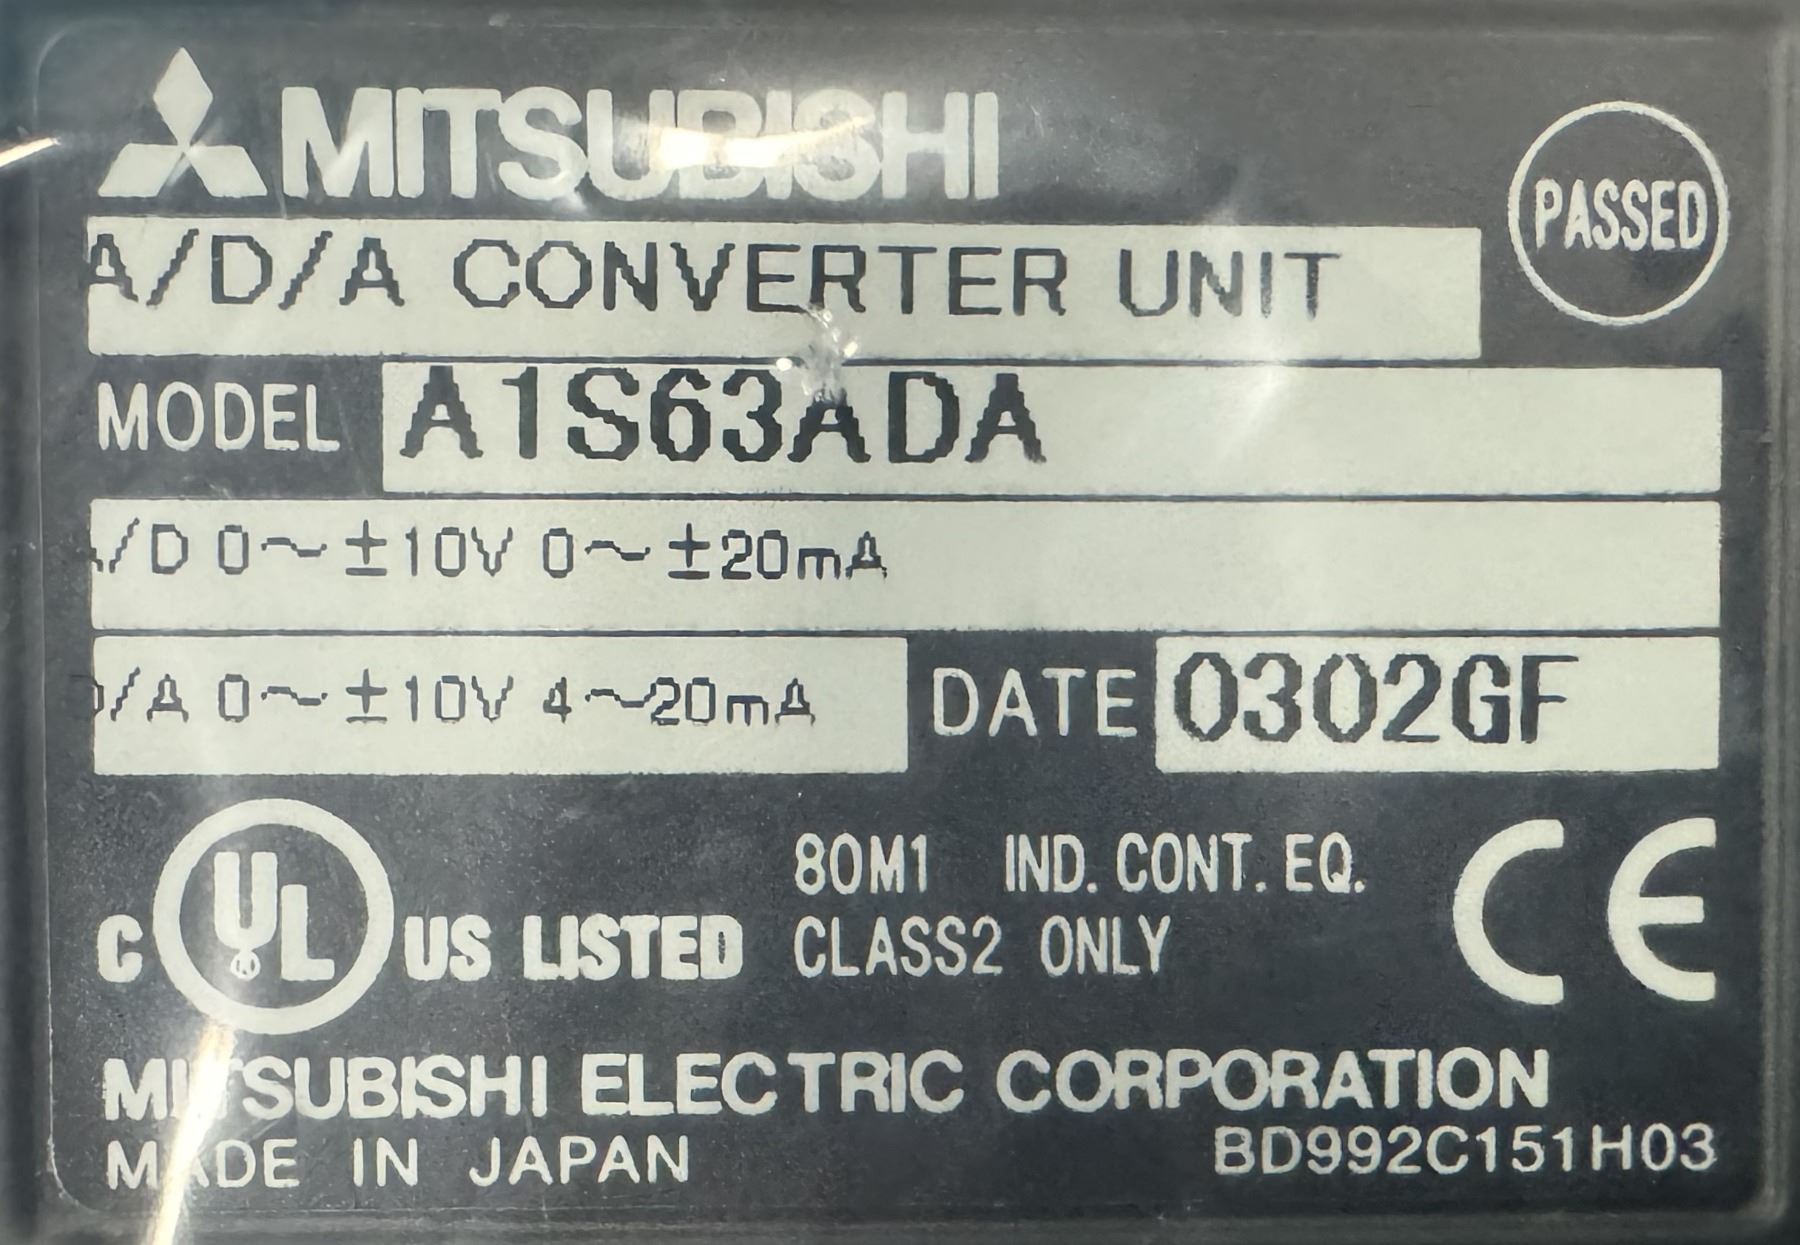 MITSUBISHI
PASSED
A/D/A CONVERTER UNIT
MODEL A1S63ADA
A/D 0～±10V 0～±20mA
D/A 0～±10V 4～20mA DATE 0302GF
C UL US LISTED 80M1 IND. CONT. EQ.
CLASS2 ONLY
CE
MITSUBISHI ELECTRIC CORPORATION
MADE IN JAPAN BD992C151H03